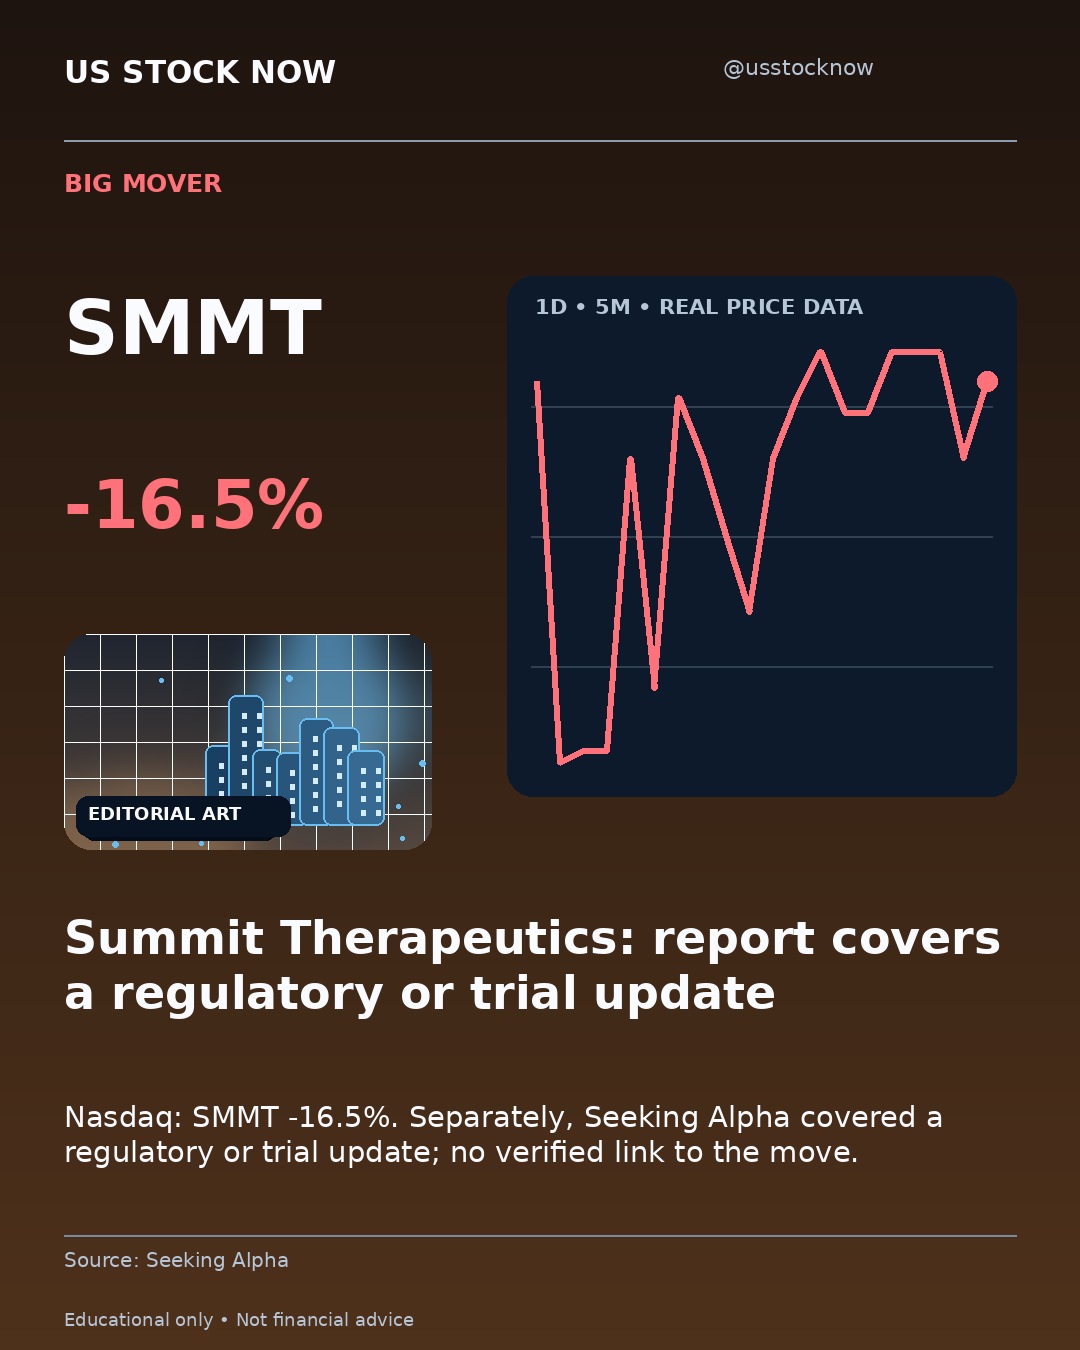 US STOCK NOW
@usstocknow
BIG MOVER
SMMT
-16.5%
1D • 5M • REAL PRICE DATA
EDITORIAL ART
Summit Therapeutics: report covers
a regulatory or trial update
Nasdaq: SMMT -16.5%. Separately, Seeking Alpha covered a
regulatory or trial update; no verified link to the move.
Source: Seeking Alpha
Educational only • Not financial advice